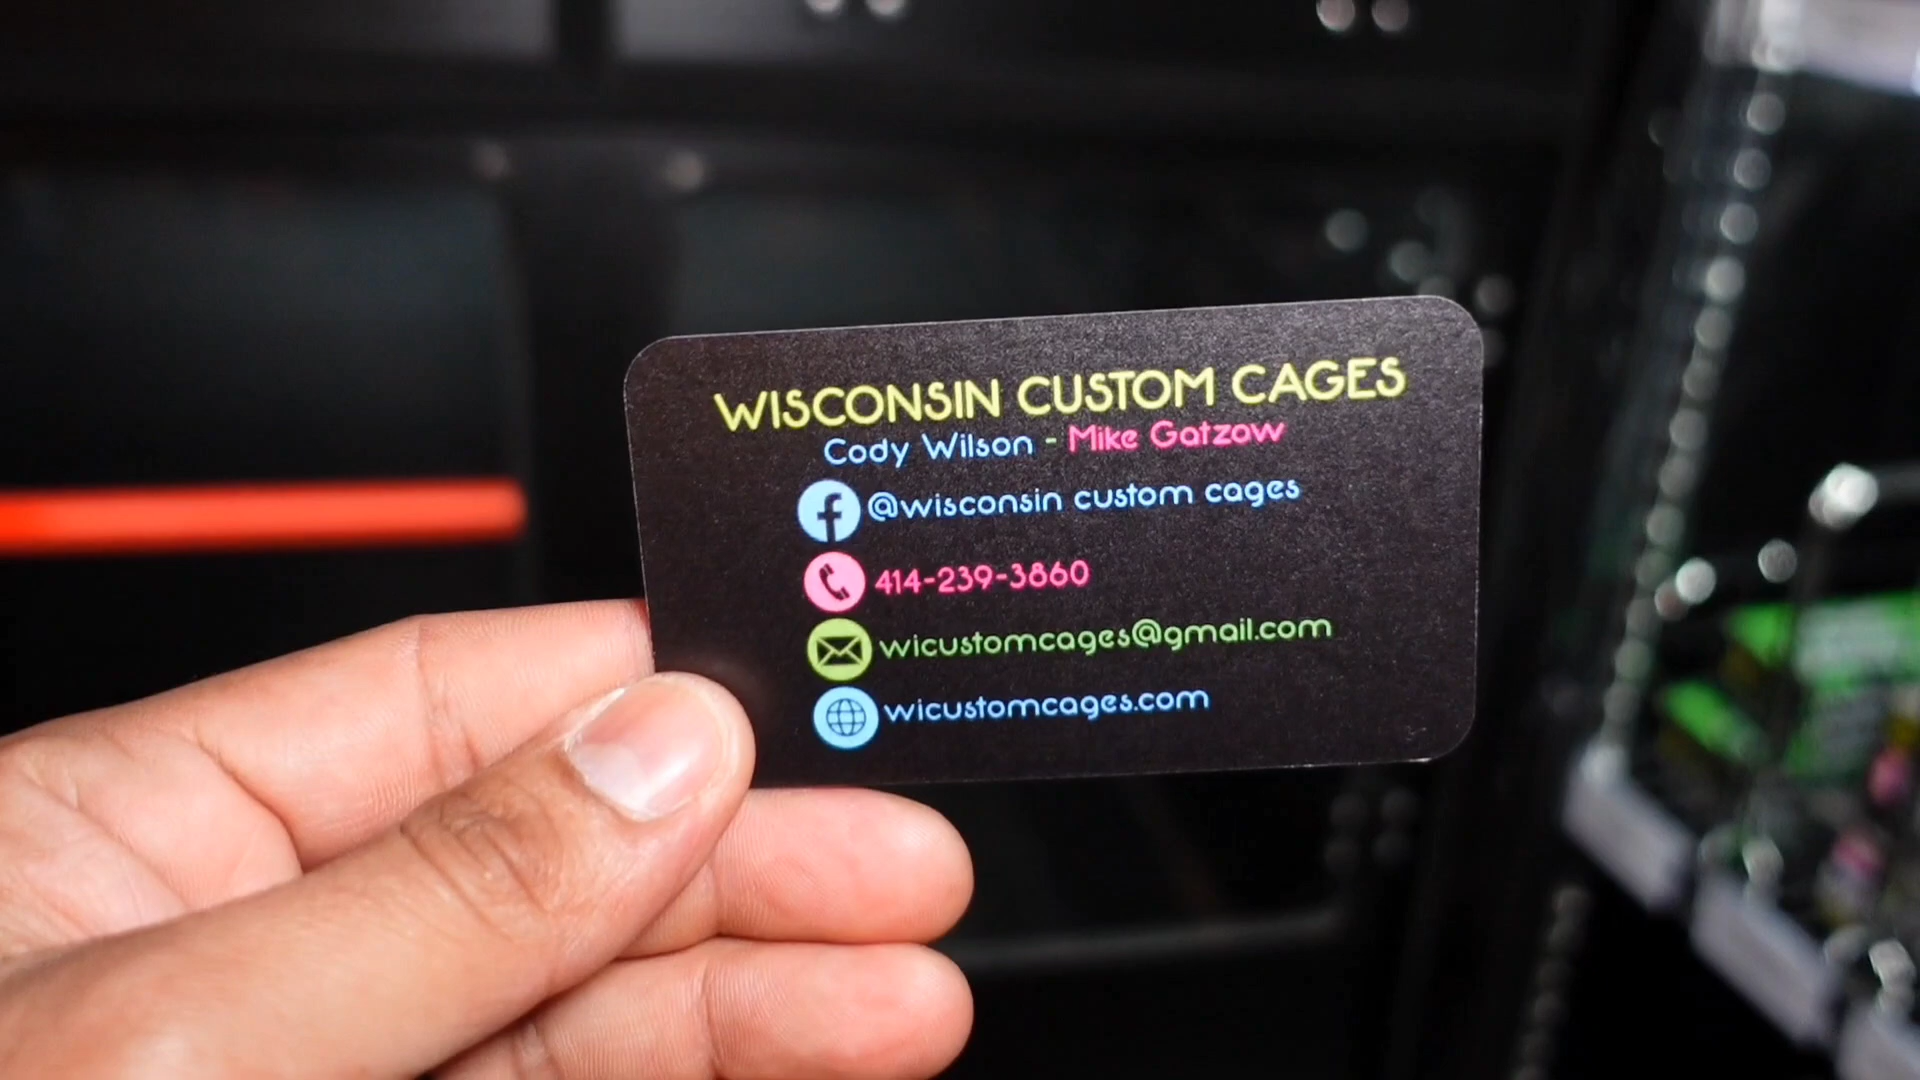 WISCONSIN CUSTOM CAGES
Cody Wilson - Mike Gatzow
@wisconsin custom cages
414-239-3860
wicustomcages@gmail.com
wicustomcages.com